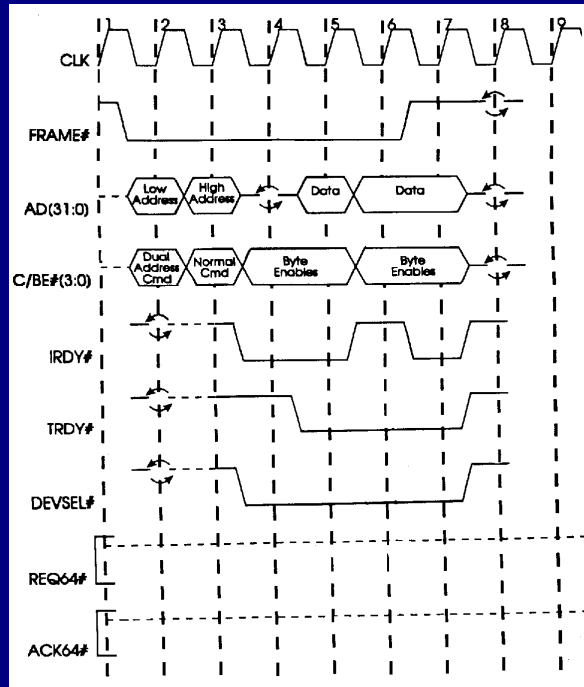 1 2 3 4 5 6 7 8 9
CLK
FRAME#
AD(31:0)
Low Address
High Address
Data
Data
C/BE#(3:0)
Dual Address Cmd
Normal Cmd
Byte Enables
Byte Enables
IRDY#
TRDY#
DEVSEL#
REQ64#
ACK64#